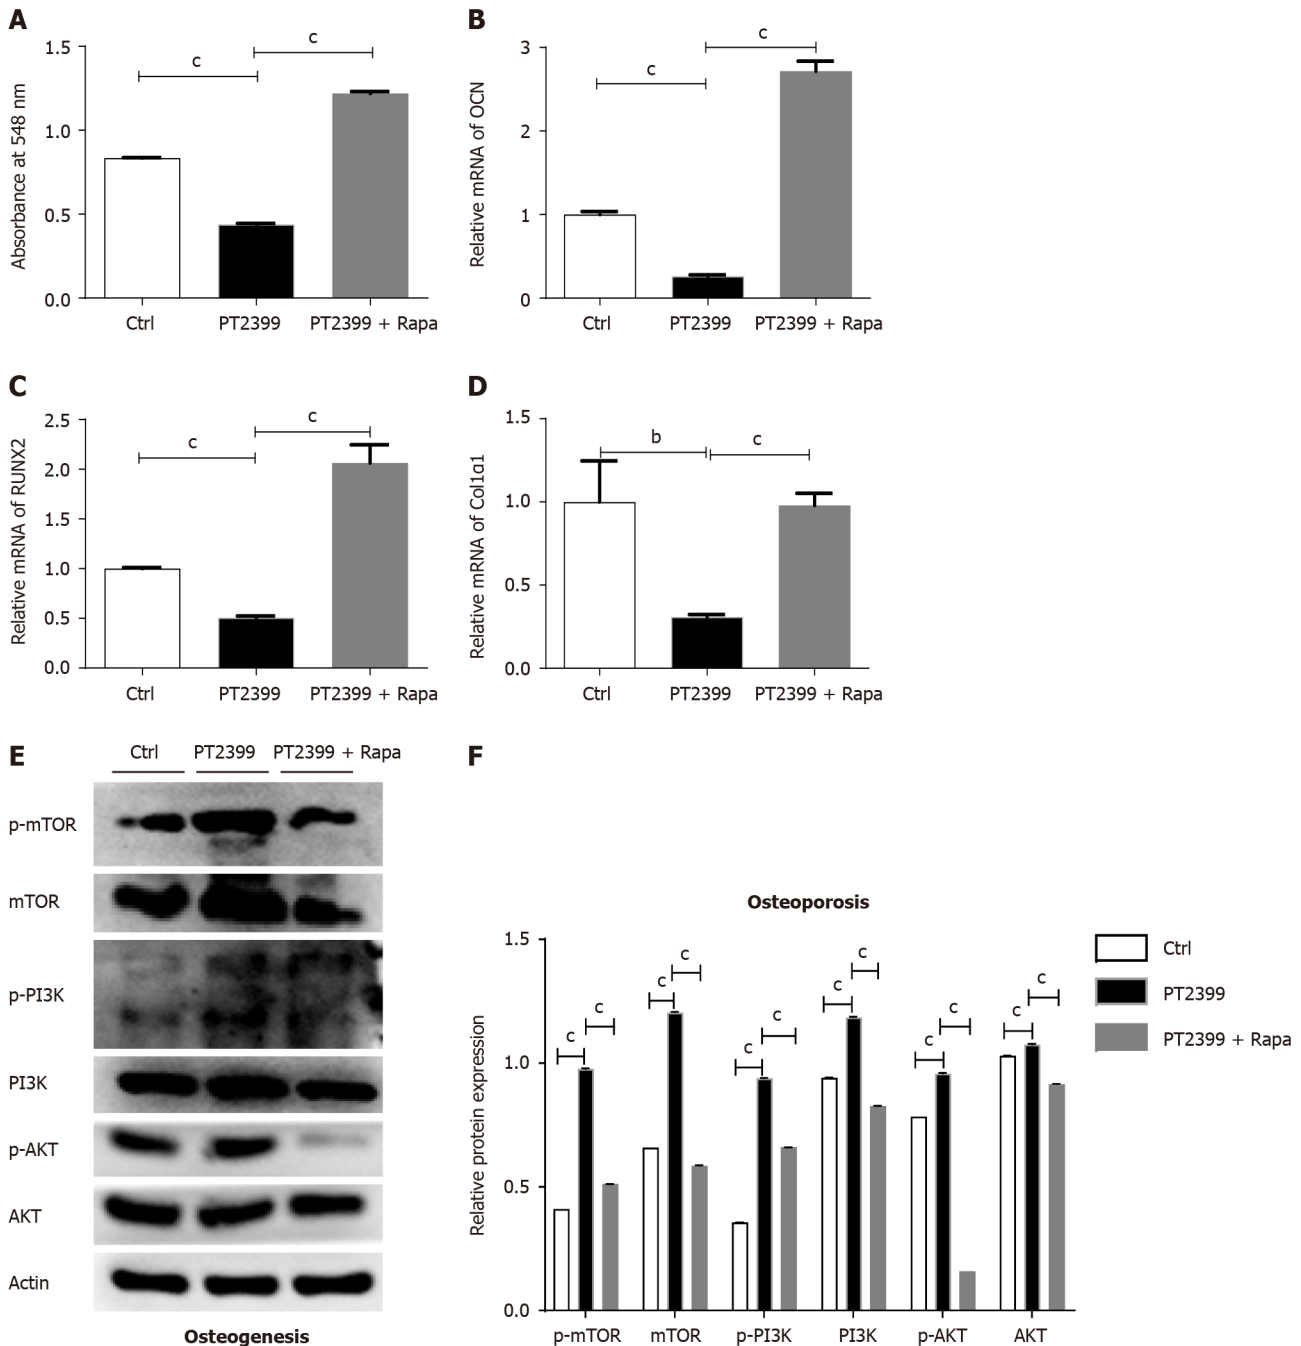 A
Absorbance at 548 nm
1.5
1.0
0.5
0.0
c
c
Ctrl
PT2399
PT2399 + Rapa
B
Relative mRNA of OCN
3
2
1
0
c
c
Ctrl
PT2399
PT2399 + Rapa
C
Relative mRNA of RUNX2
2.5
2.0
1.5
1.0
0.5
0.0
c
c
Ctrl
PT2399
PT2399 + Rapa
D
Relative mRNA of Col1α1
1.5
1.0
0.5
0.0
b
c
Ctrl
PT2399
PT2399 + Rapa
E
Ctrl PT2399 PT2399 + Rapa
p-mTOR
mTOR
p-PI3K
PI3K
p-AKT
AKT
Actin
Osteogenesis
F
Osteoporosis
Relative protein expression
1.5
1.0
0.5
0.0
c
c
c
c
c
c
c
c
c
c
c
c
p-mTOR mTOR p-PI3K PI3K p-AKT AKT
Ctrl
PT2399
PT2399 + Rapa